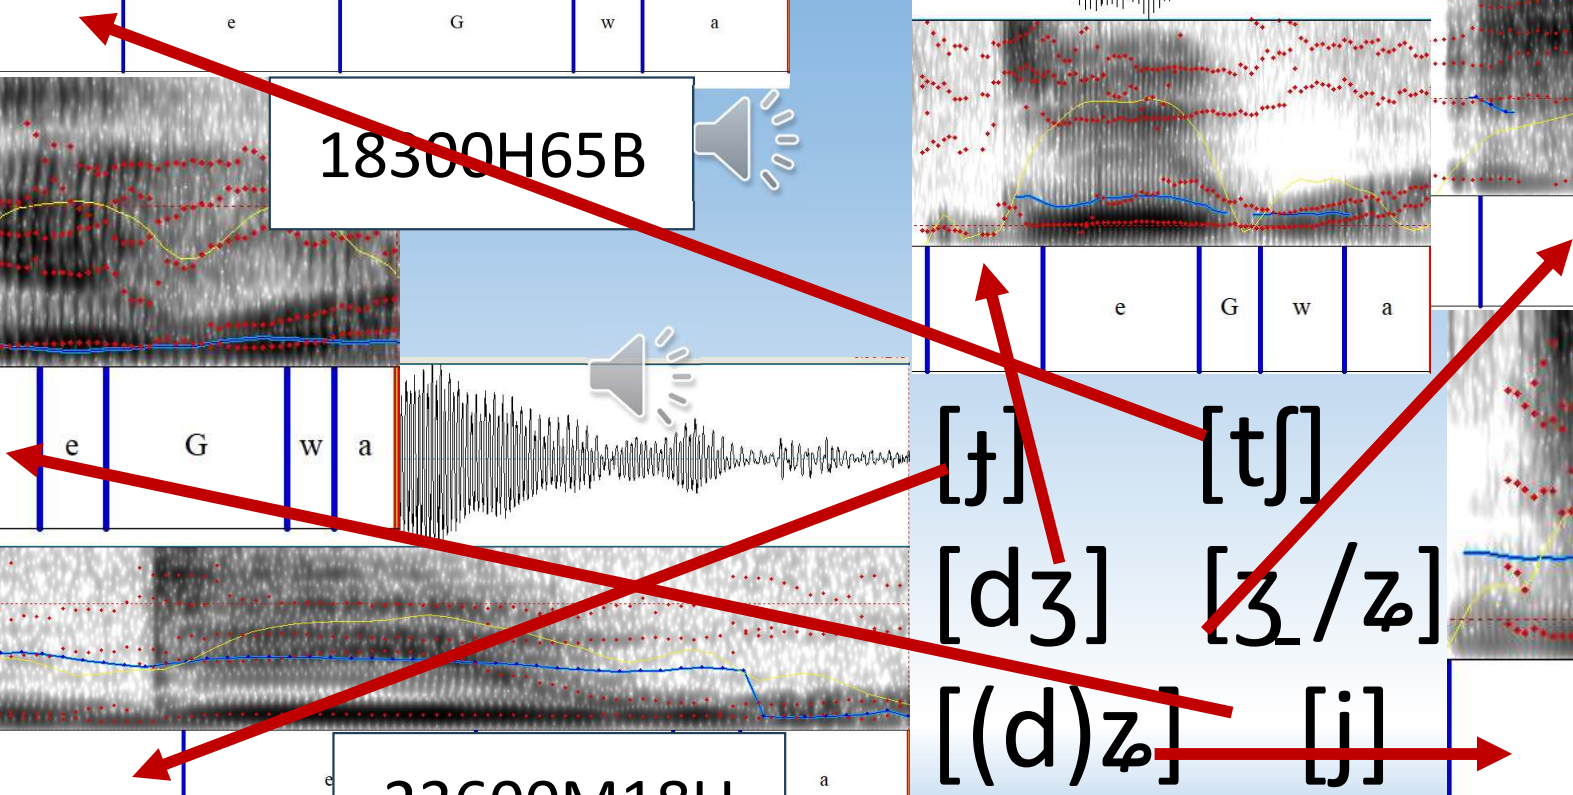 e G w a
18300H65B
e G w a
e G w a
[ɟ] [tʃ]
[dʒ] [ʒ̠/ʑ]
[(d)ʑ] [j]
e a